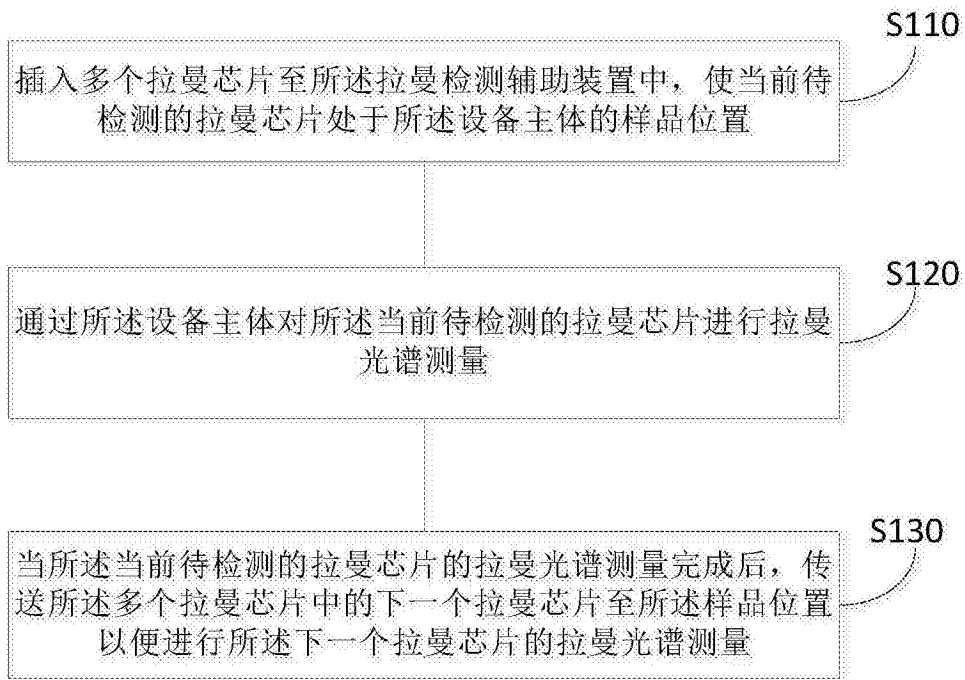 S110
插入多个拉曼芯片至所述拉曼检测辅助装置中，使当前待
检测的拉曼芯片处于所述设备主体的样品位置
S120
通过所述设备主体对所述当前待检测的拉曼芯片进行拉曼
光谱测量
S130
当所述当前待检测的拉曼芯片的拉曼光谱测量完成后，传
送所述多个拉曼芯片中的下一个拉曼芯片至所述样品位置
以便进行所述下一个拉曼芯片的拉曼光谱测量